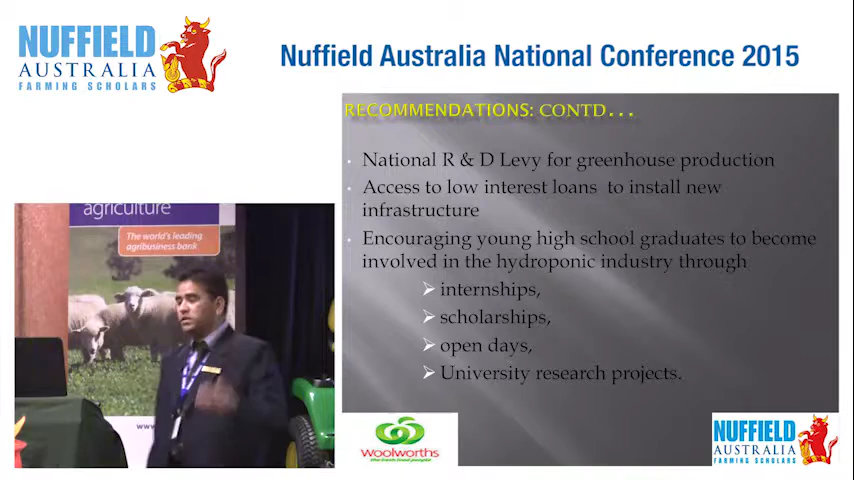 NUFFIELD
AUSTRALIA
FARMING SCHOLARS
Nuffield Australia National Conference 2015
RECOMMENDATIONS: CONTD...
National R & D Levy for greenhouse production
Access to low interest loans to install new
infrastructure
Encouraging young high school graduates to become
involved in the hydroponic industry through
internships,
scholarships,
open days,
University research projects.
agriculture
The world's leading
agribusiness bank
www
Woolworths
The fresh food people
NUFFIELD
AUSTRALIA
FARMING SCHOLARS